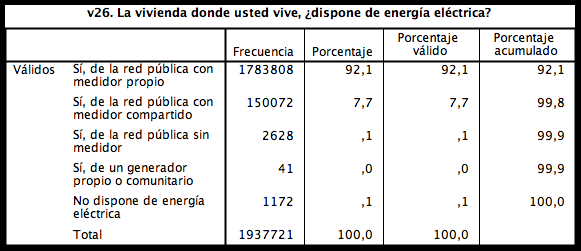 v26. La vivienda donde usted vive, ¿dispone de energía eléctrica?
Frecuencia Porcentaje Porcentaje válido Porcentaje acumulado
Válidos Sí, de la red pública con medidor propio 1783808 92,1 92,1 92,1
Sí, de la red pública con medidor compartido 150072 7,7 7,7 99,8
Sí, de la red pública sin medidor 2628 ,1 ,1 99,9
Sí, de un generador propio o comunitario 41 ,0 ,0 99,9
No dispone de energía eléctrica 1172 ,1 ,1 100,0
Total 1937721 100,0 100,0